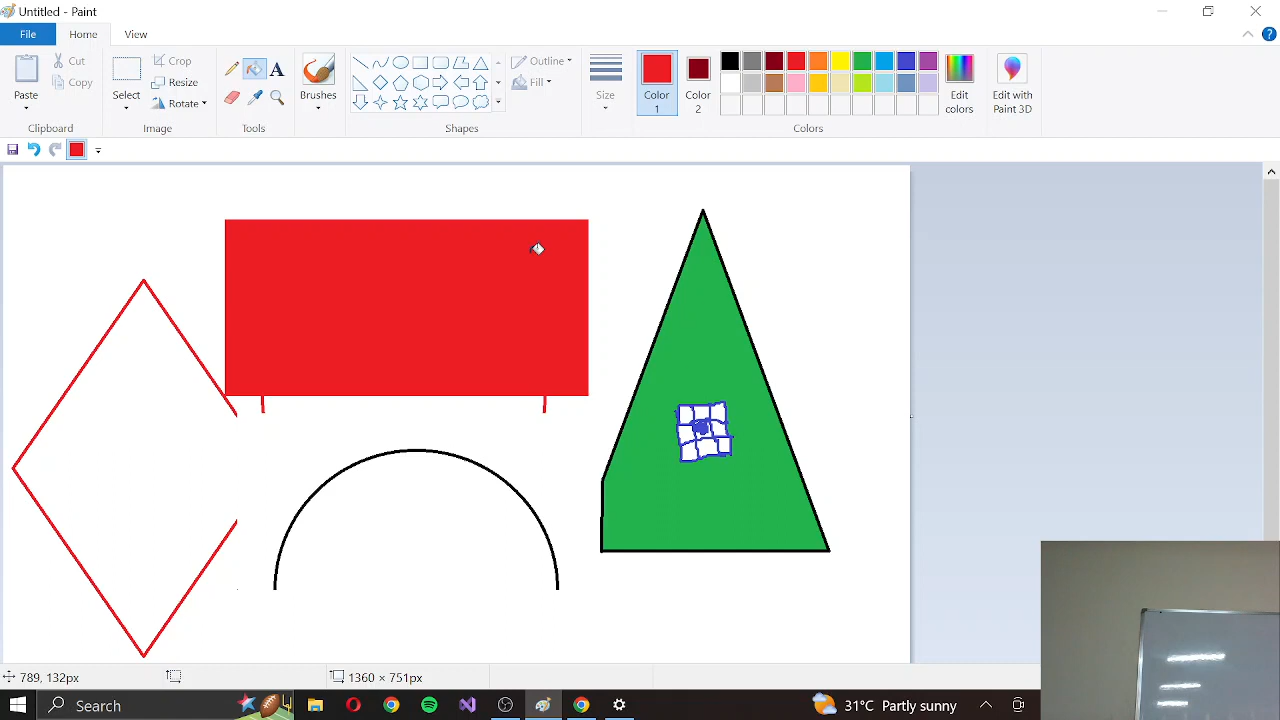 Untitled - Paint
File Home View
Paste
Cut
Copy
Clipboard
Select
Crop
Resize
Rotate
Image
A
Tools
Brushes
Outline
Fill
Shapes
Size
Color 1
Color 2
Edit colors
Colors
Edit with Paint 3D
789, 132px
1360 × 751px
Search
31°C Partly sunny